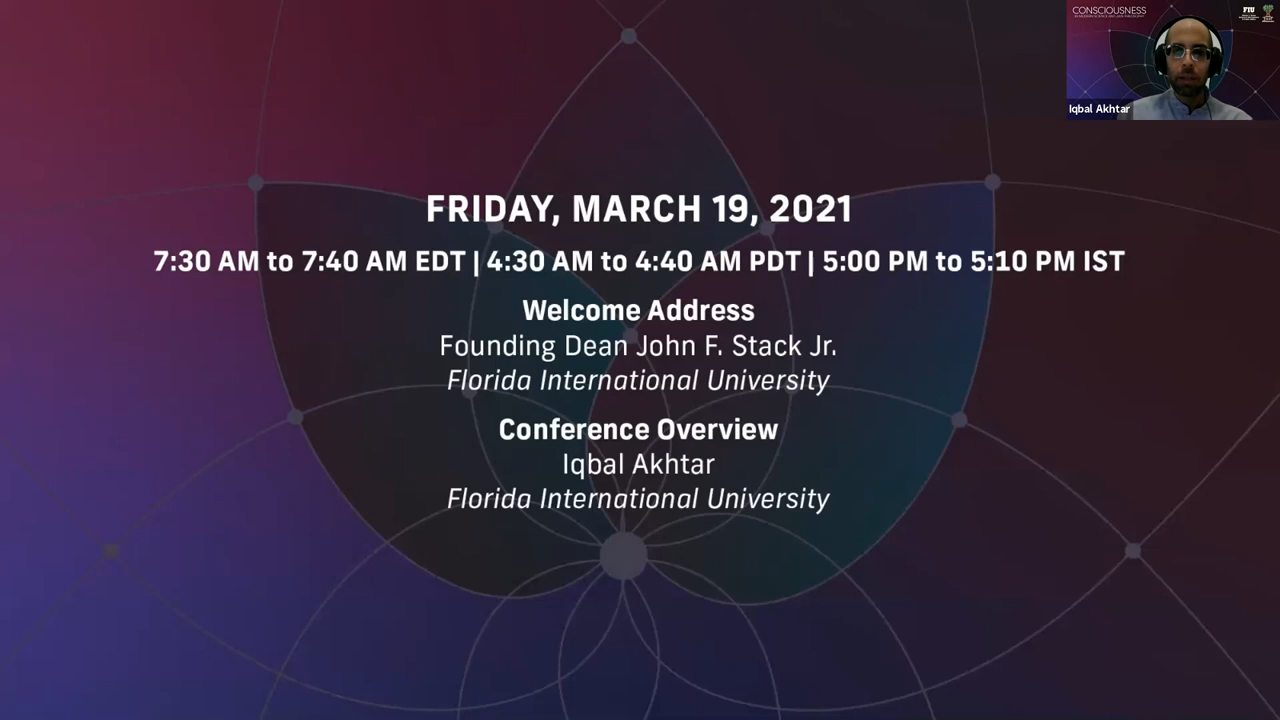 FRIDAY, MARCH 19, 2021
7:30 AM to 7:40 AM EDT | 4:30 AM to 4:40 AM PDT | 5:00 PM to 5:10 PM IST
Welcome Address
Founding Dean John F. Stack Jr.
Florida International University
Conference Overview
Iqbal Akhtar
Florida International University
CONSCIOUSNESS
FIU
Iqbal Akhtar